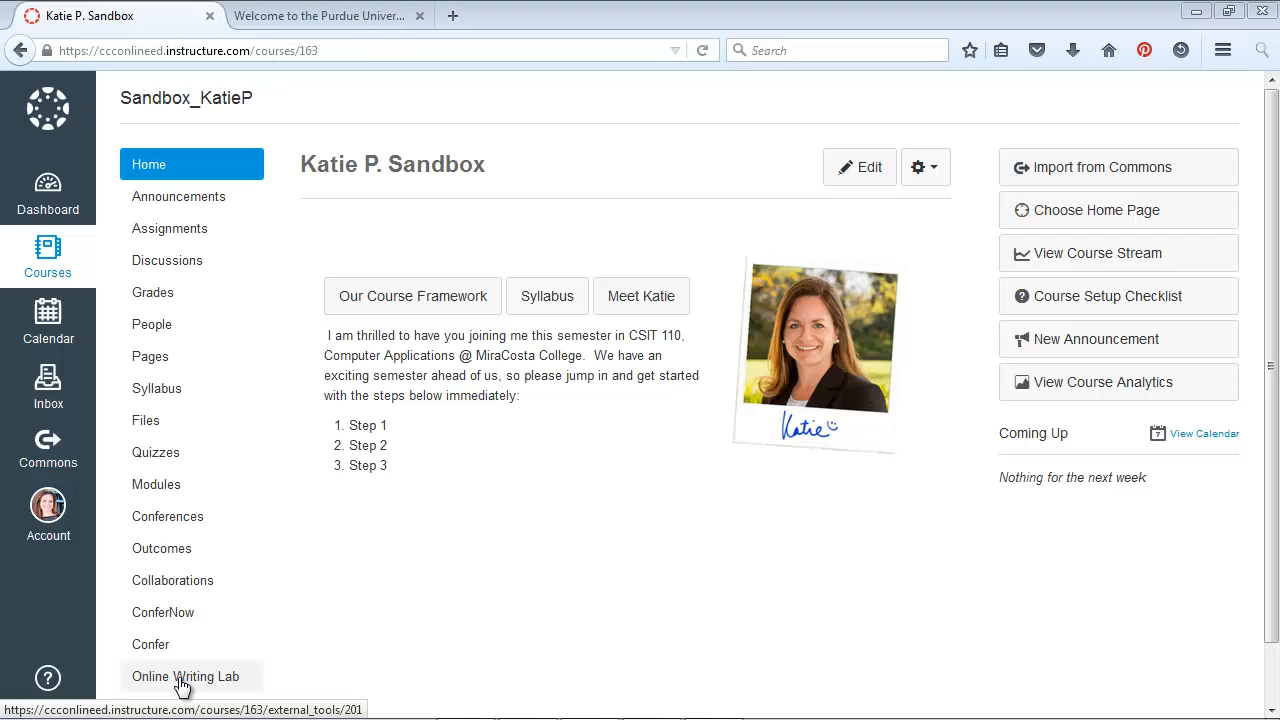 Katie P. Sandbox
Welcome to the Purdue Univer...
https://ccconlineed.instructure.com/courses/163
Search
Sandbox_KatieP
Dashboard
Courses
Calendar
Inbox
Commons
Account
Home
Announcements
Assignments
Discussions
Grades
People
Pages
Syllabus
Files
Quizzes
Modules
Conferences
Outcomes
Collaborations
ConferNow
Confer
Online Writing Lab
Katie P. Sandbox
Edit
Our Course Framework
Syllabus
Meet Katie
I am thrilled to have you joining me this semester in CSIT 110,
Computer Applications @ MiraCosta College. We have an
exciting semester ahead of us, so please jump in and get started
with the steps below immediately:
1. Step 1
2. Step 2
3. Step 3
Katie
Import from Commons
Choose Home Page
View Course Stream
Course Setup Checklist
New Announcement
View Course Analytics
Coming Up
7
View Calendar
Nothing for the next week
https://ccconlineed.instructure.com/courses/163/external_tools/201